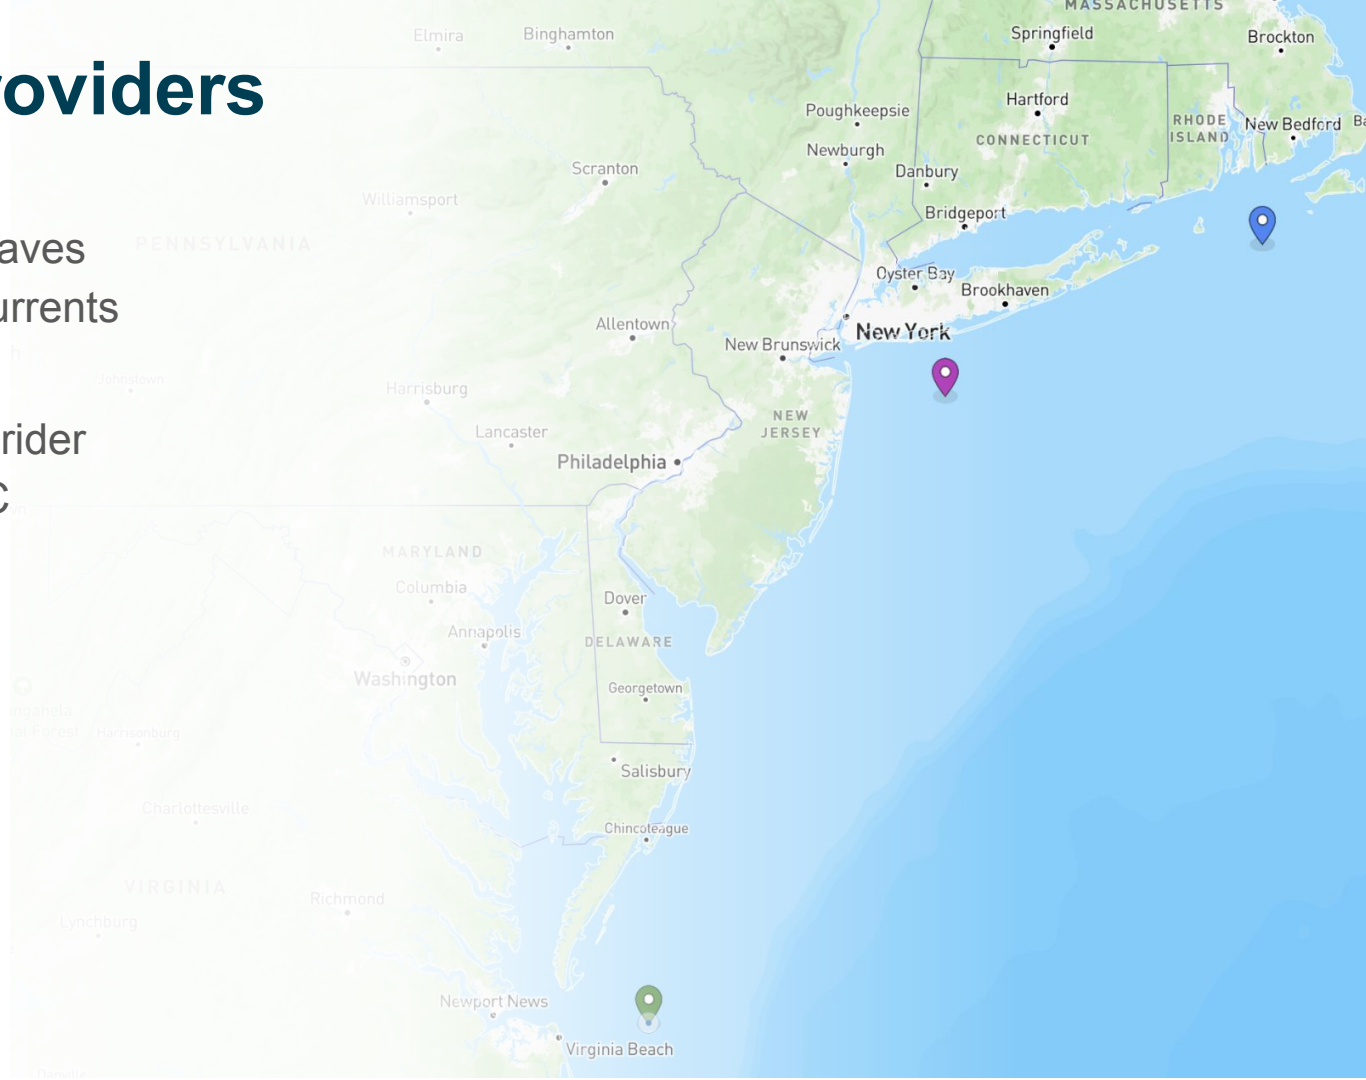 MASSACHUSETTS
Elmira
Binghamton
Springfield
Brockton
oviders
Hartford
Poughkeepsie
RHODE
ISLAND
New Bedford
CONNECTICUT
Newburgh
Scranton
Danbury
Williamsport
Bridgeport
aves
PENNSYLVANIA
Oyster Bay
Brookhaven
urrents
Allentown
New York
New Brunswick
Johnstown
Harrisburg
NEW
JERSEY
Lancaster
rider
Philadelphia
C
MARYLAND
Columbia
Dover
Annapolis
DELAWARE
Washington
Georgetown
Harrisonburg
Salisbury
Charlottesville
Chincoteague
VIRGINIA
Richmond
Lynchburg
Newport News
Virginia Beach
Danville